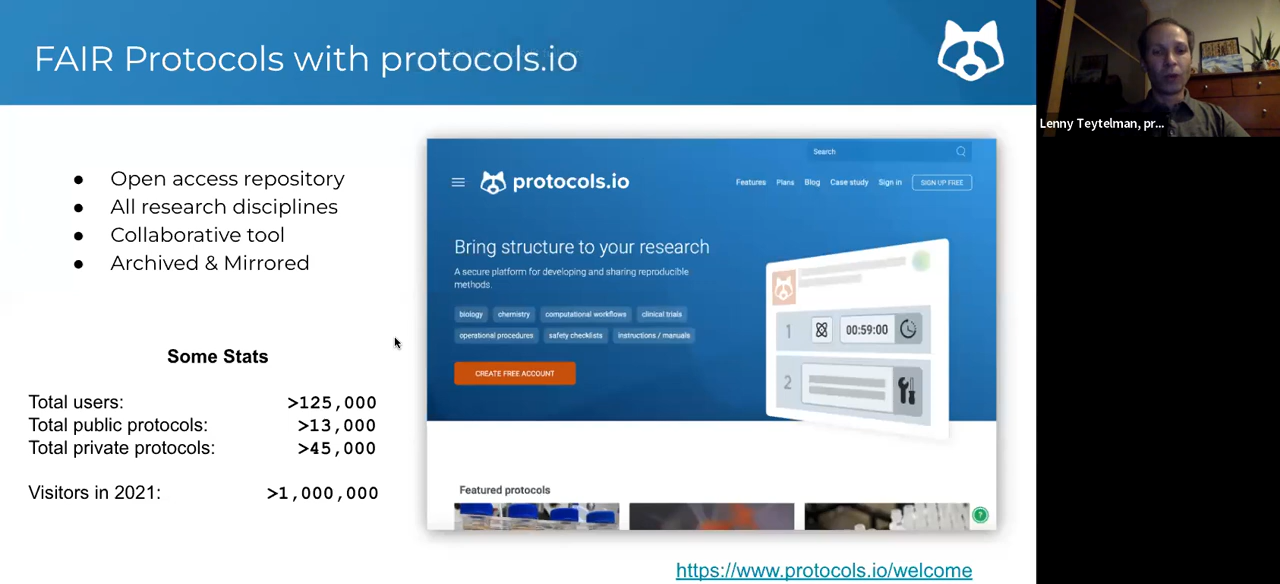 FAIR Protocols with protocols.io
Lenny Teytelman, pr...
● Open access repository
● All research disciplines
● Collaborative tool
● Archived & Mirrored
Some Stats
Total users: >125,000
Total public protocols: >13,000
Total private protocols: >45,000
Visitors in 2021: >1,000,000
Search
protocols.io
Features Plans Blog Case study Sign in SIGN UP FREE
Bring structure to your research
A secure platform for developing and sharing reproducible
methods.
biology chemistry computational workflows clinical trials
operational procedures safety checklists instructions / manuals
CREATE FREE ACCOUNT
1 00:59:00
2
Featured protocols
?
https://www.protocols.io/welcome